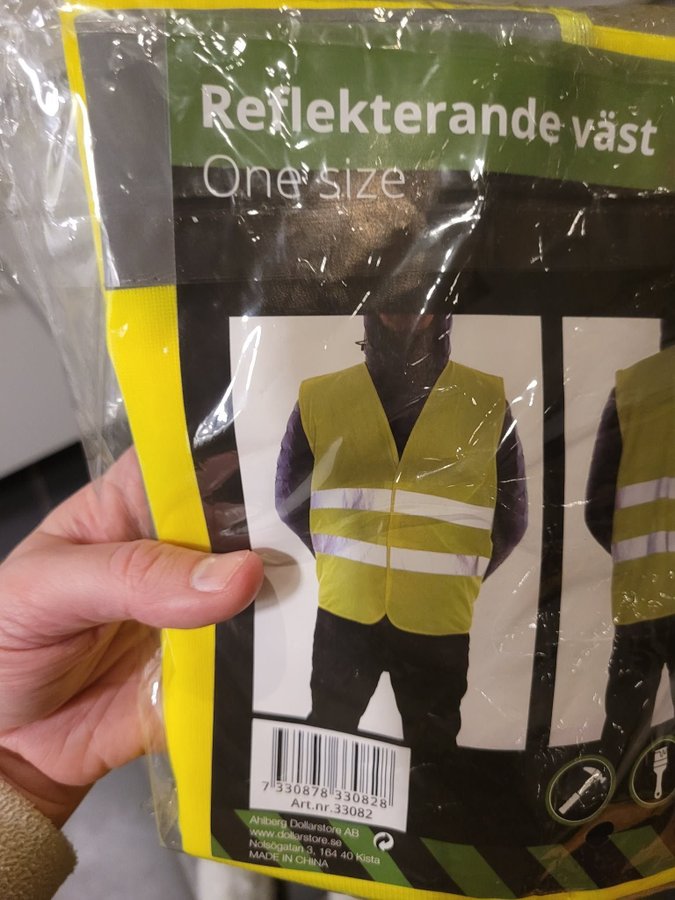 Reflekterande väst
One size
7 330878 330828
Art.nr.33082
Ahlberg Dollarstore AB
www.dollarstore.se
Nolsögatan 3, 164 40 Kista
MADE IN CHINA